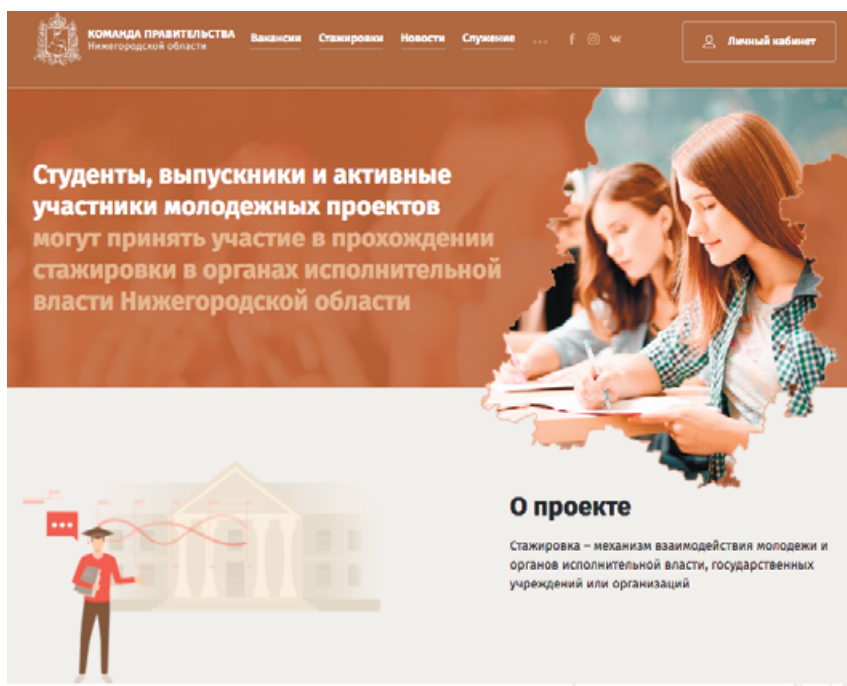 КОМАНДА ПРАВИТЕЛЬСТВА
Нижегородской области
Вакансии Стажировки Новости Служение ...
Личный кабинет
Студенты, выпускники и активные
участники молодежных проектов
могут принять участие в прохождении
стажировки в органах исполнительной
власти Нижегородской области
О проекте
Стажировка – механизм взаимодействия молодежи и
органов исполнительной власти, государственных
учреждений или организаций